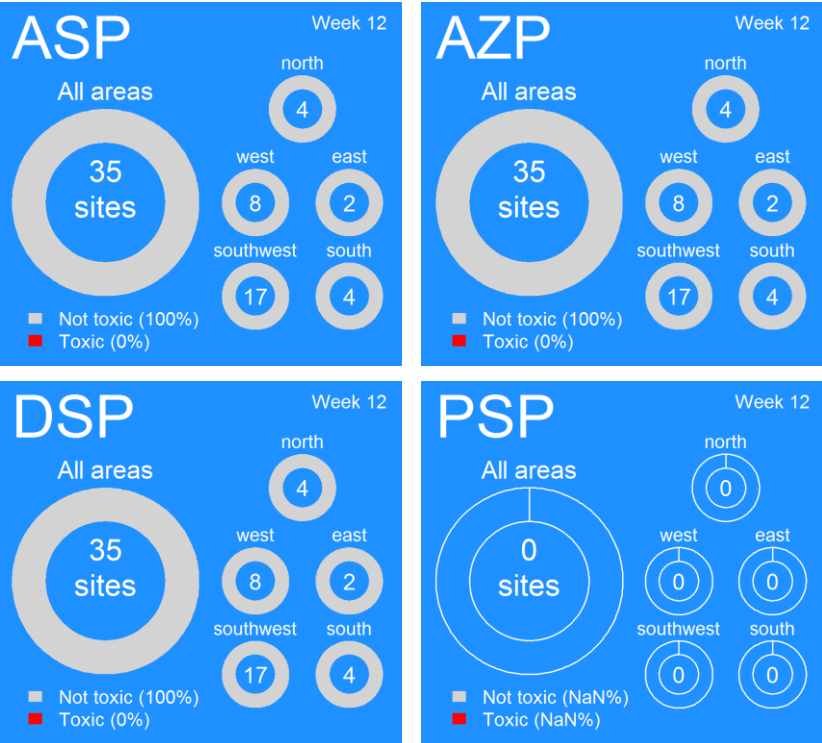 ASP
Week 12
north
All areas
4
west
east
35
sites
8
2
southwest
south
17
4
Not toxic (100%)
Toxic (0%)
AZP
Week 12
north
All areas
4
west
east
35
sites
8
2
southwest
south
17
4
Not toxic (100%)
Toxic (0%)
DSP
Week 12
north
All areas
4
west
east
35
sites
8
2
southwest
south
17
4
Not toxic (100%)
Toxic (0%)
PSP
Week 12
north
All areas
0
west
east
0
sites
0
0
southwest
south
0
0
Not toxic (NaN%)
Toxic (NaN%)